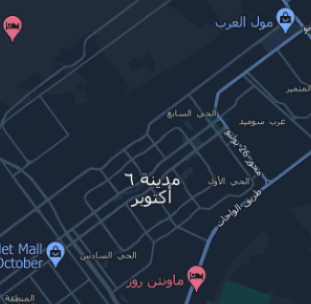 مول العرب
المتميز
الحي السابع
غرب سوميد
محور 26 يوليو
مدينة ٦
أكتوبر
الحي الأول
طريق الواحات
let Mall
October
الحي السادس
ماونتن روز
المنطقة